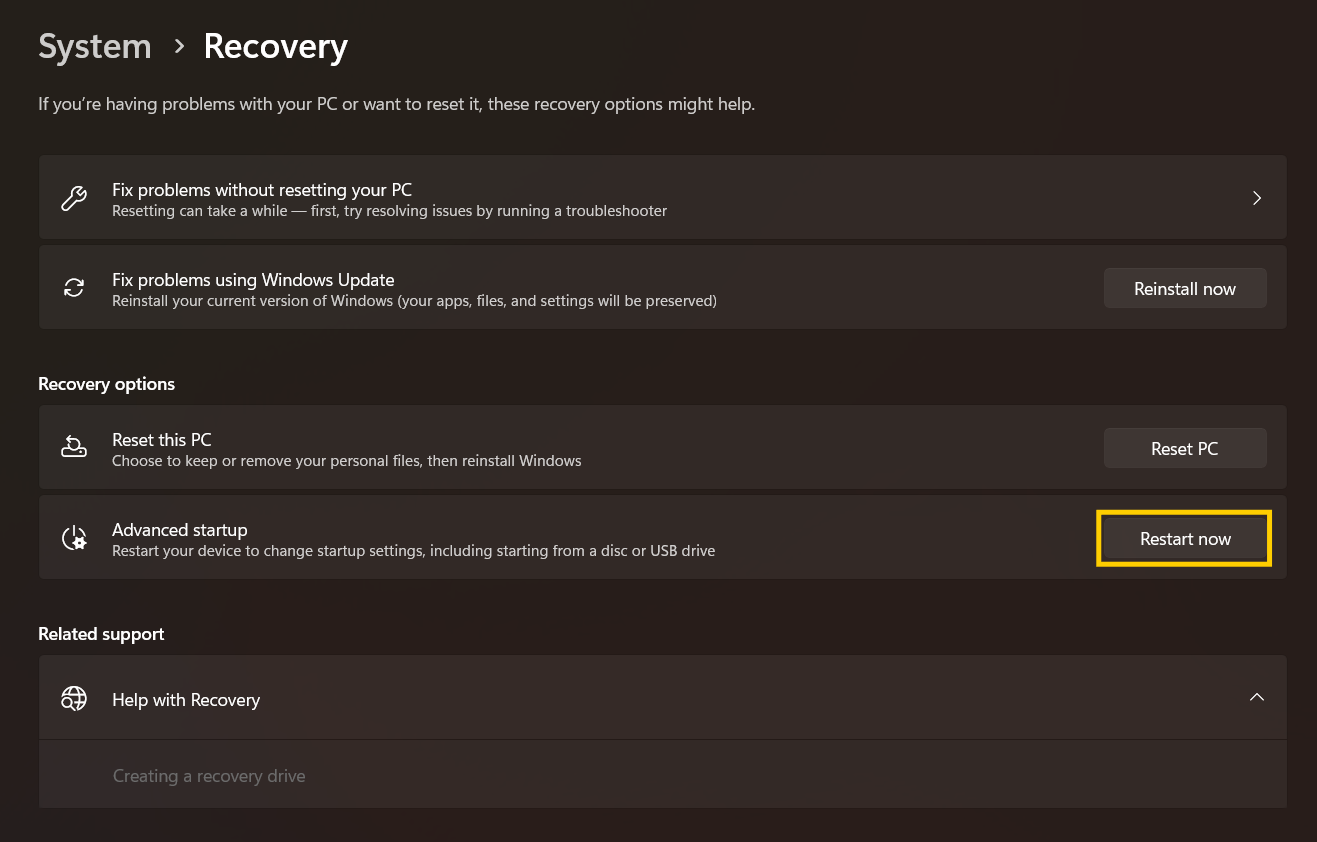 System > Recovery
If you're having problems with your PC or want to reset it, these recovery options might help.
Fix problems without resetting your PC
Resetting can take a while — first, try resolving issues by running a troubleshooter
Fix problems using Windows Update
Reinstall your current version of Windows (your apps, files, and settings will be preserved)
Reinstall now
Recovery options
Reset this PC
Choose to keep or remove your personal files, then reinstall Windows
Reset PC
Advanced startup
Restart your device to change startup settings, including starting from a disc or USB drive
Restart now
Related support
Help with Recovery
Creating a recovery drive